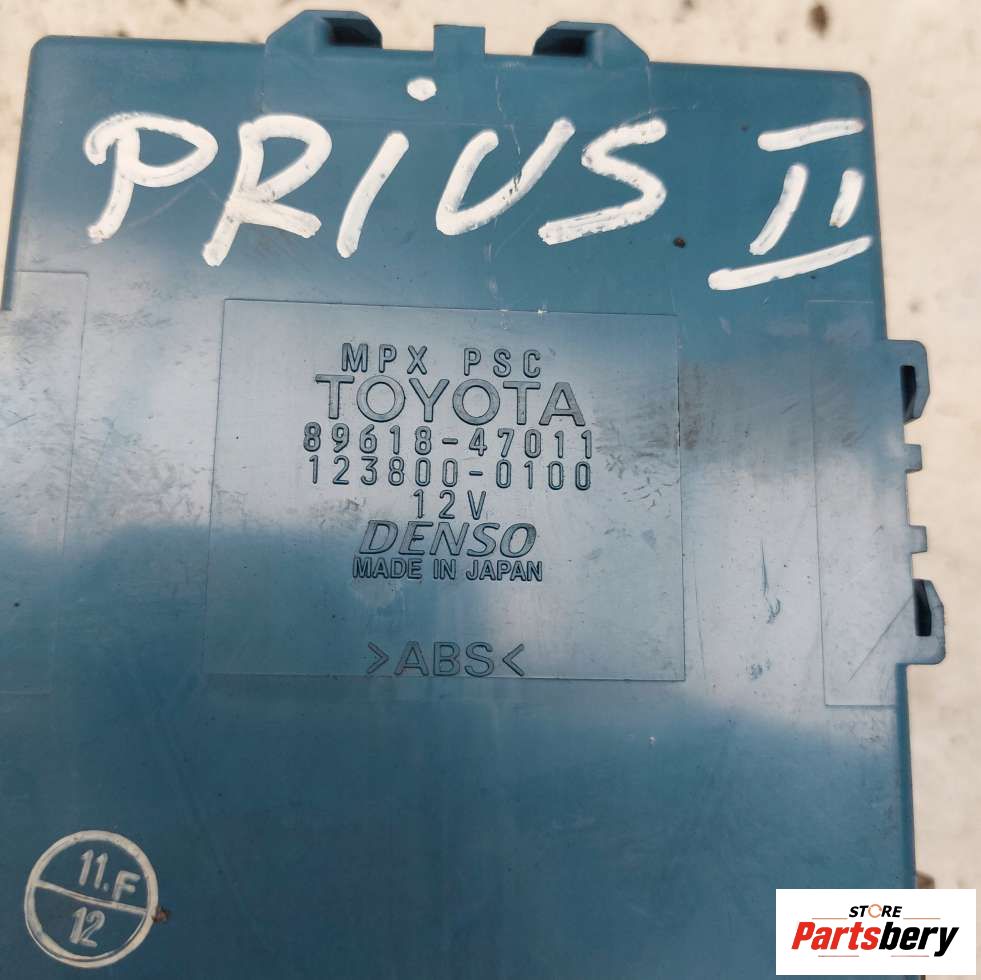 PRiUS II
MPX PSC
TOYOTA
89618-47011
123800-0100
12V
DENSO
MADE IN JAPAN
>ABS<
11.F
12
STORE
Partsbery